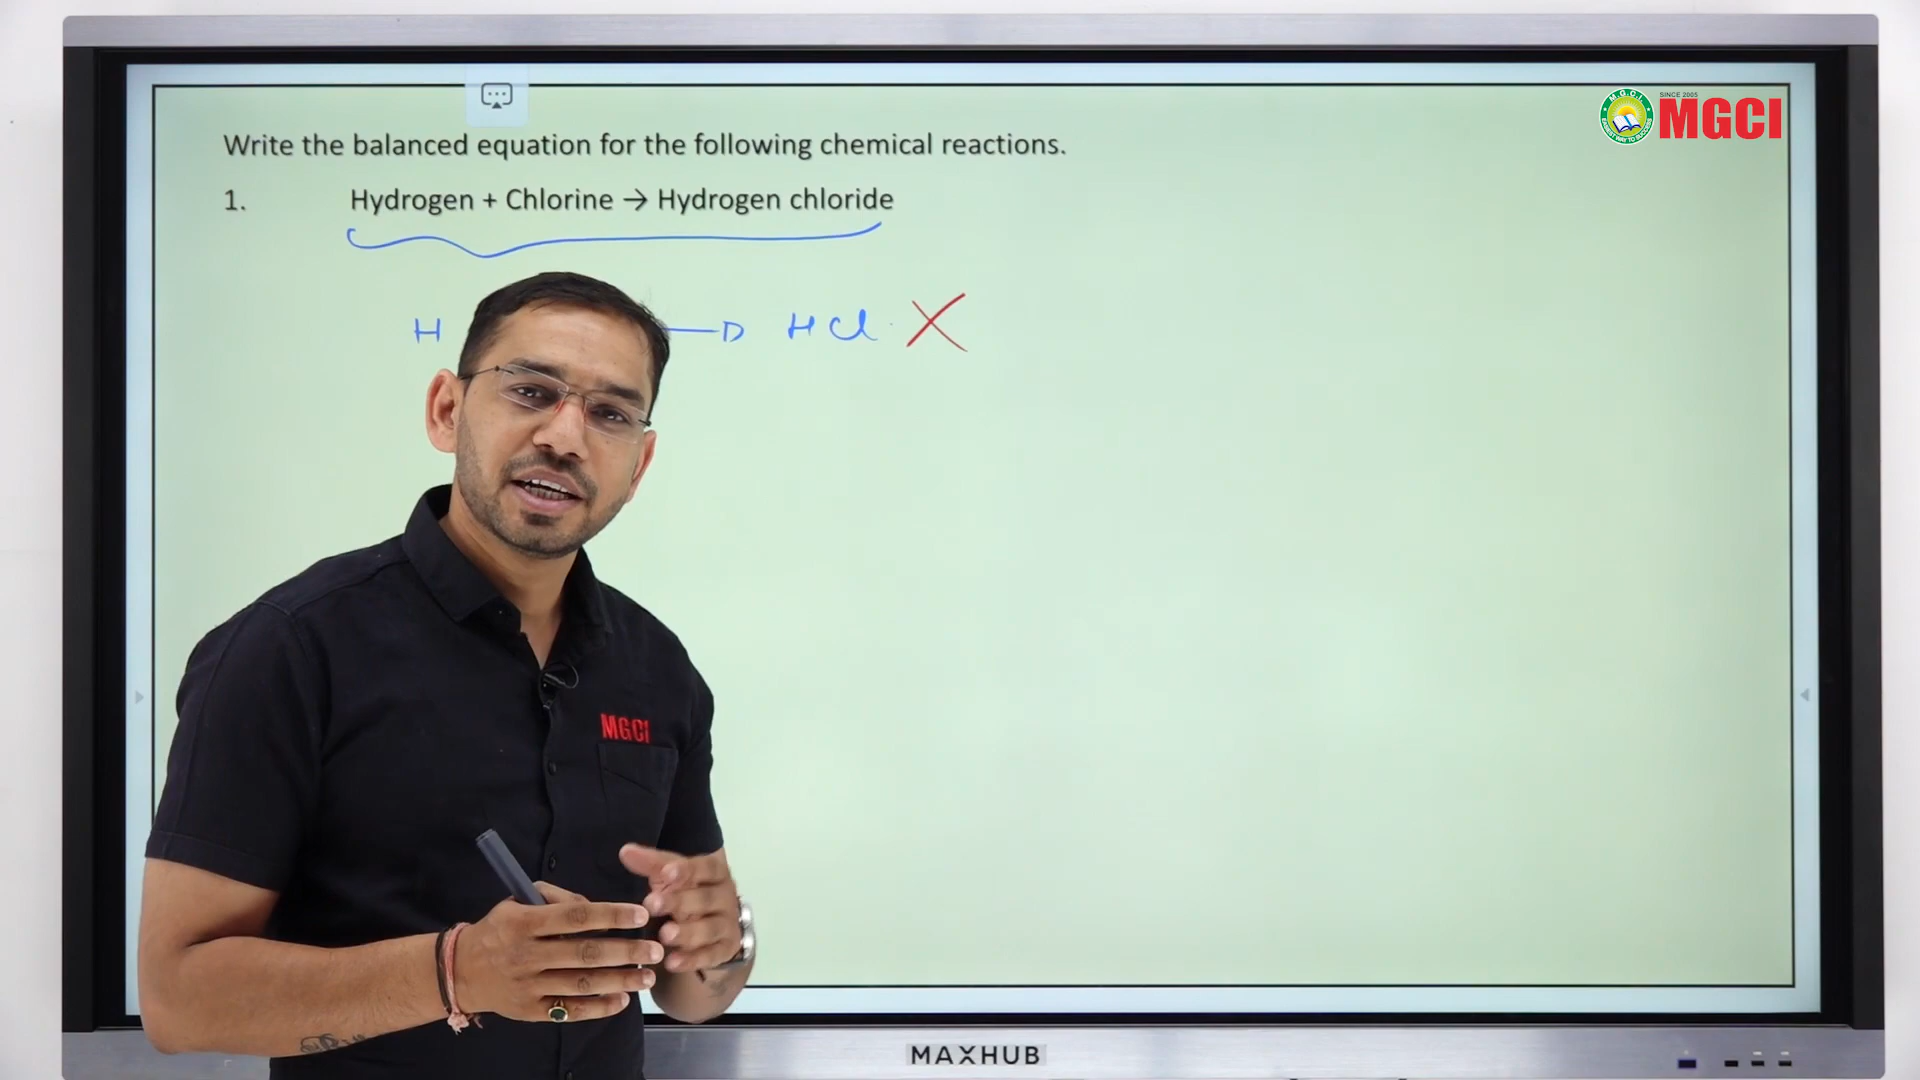 Write the balanced equation for the following chemical reactions.
1. Hydrogen + Chlorine → Hydrogen chloride
H → HCl
SINCE 2005
MGCI
MGCI
MAXHUB